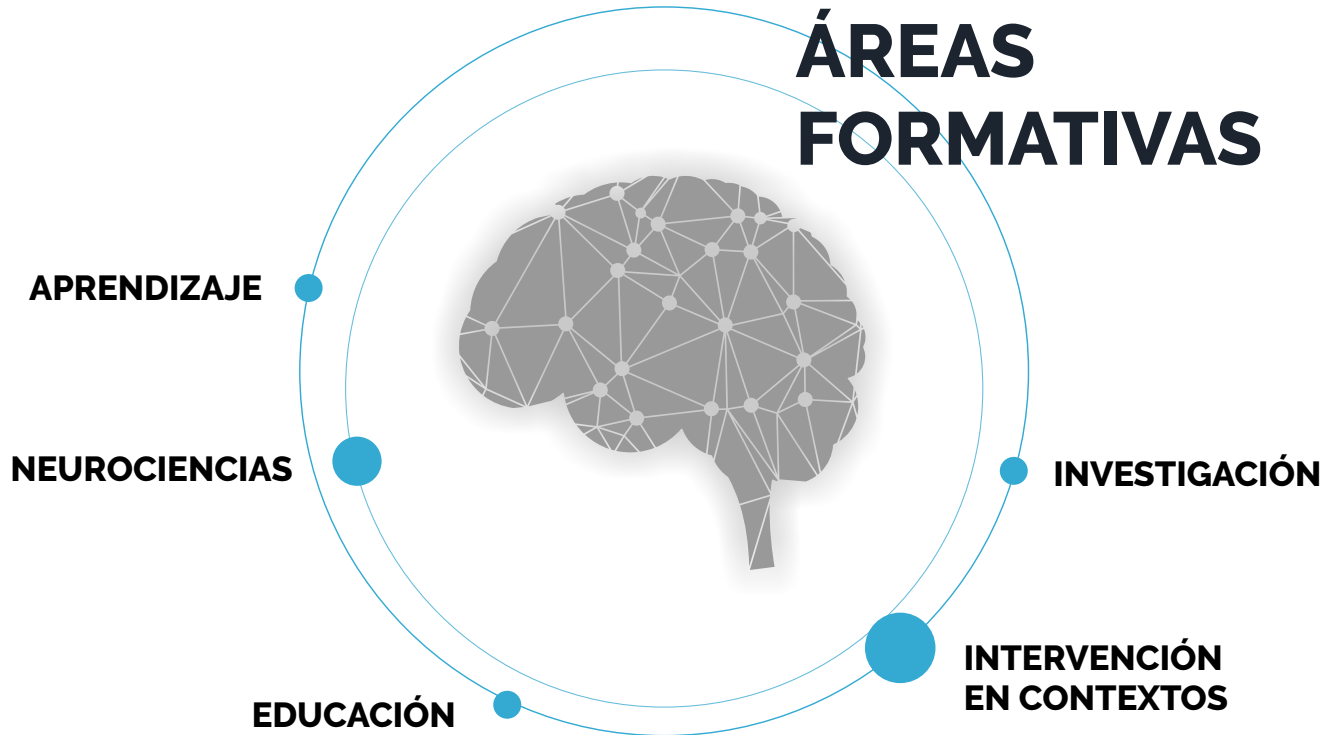 ÁREAS
FORMATIVAS
APRENDIZAJE
NEUROCIENCIAS
INVESTIGACIÓN
INTERVENCIÓN
EN CONTEXTOS
EDUCACIÓN